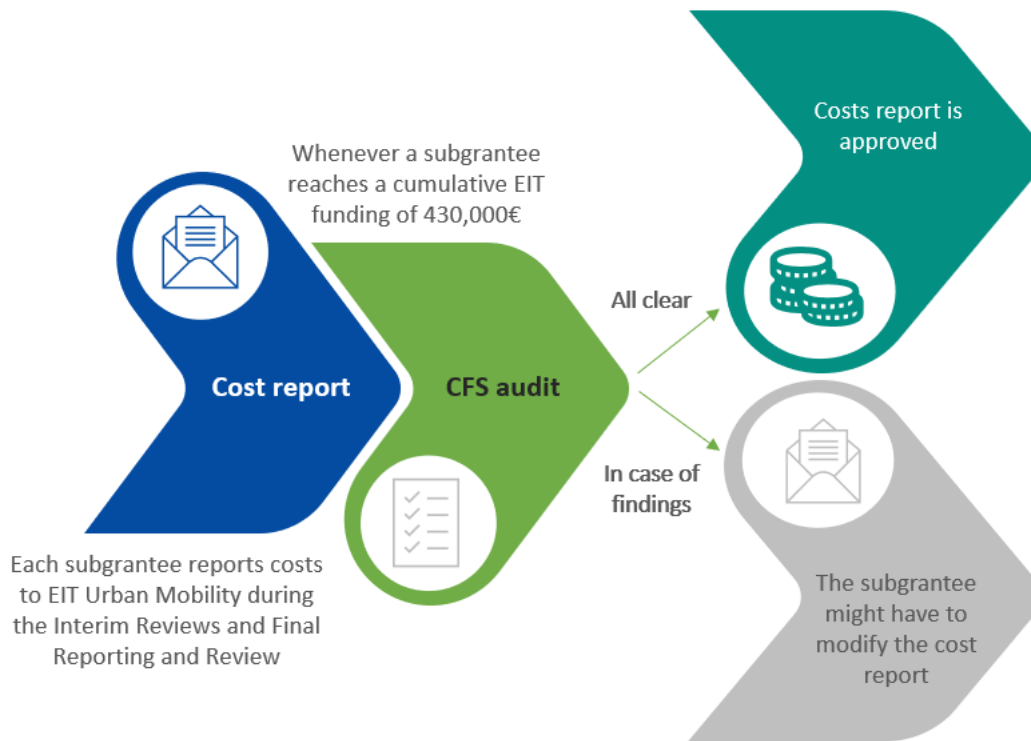 Cost report
Each subgrantee reports costs
to EIT Urban Mobility during
the Interim Reviews and Final
Reporting and Review
Whenever a subgrantee
reaches a cumulative EIT
funding of 430,000€
CFS audit
All clear
Costs report is
approved
In case of
findings
The subgrantee
might have to
modify the cost
report